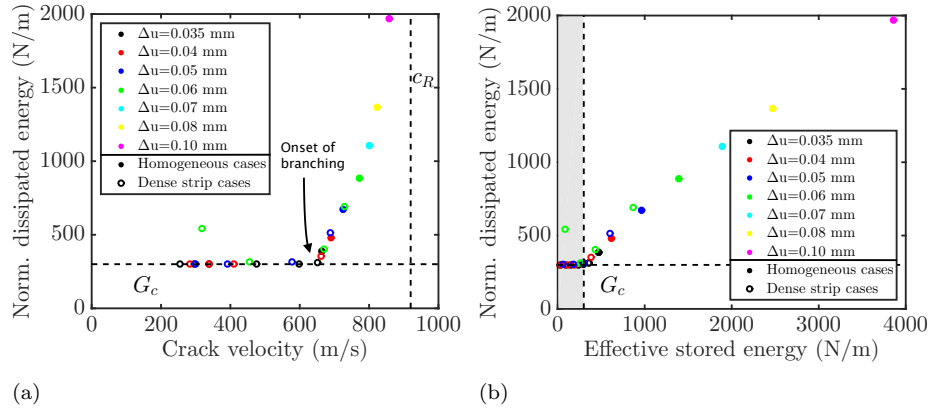 Norm. dissipated energy (N/m)
2000
1500
1000
500
0
Δu=0.035 mm
Δu=0.04 mm
Δu=0.05 mm
Δu=0.06 mm
Δu=0.07 mm
Δu=0.08 mm
Δu=0.10 mm
Homogeneous cases
Dense strip cases
c_R
Onset of
branching
G_c
0 200 400 600 800 1000
Crack velocity (m/s)
(a)
Norm. dissipated energy (N/m)
2000
1500
1000
500
0
Δu=0.035 mm
Δu=0.04 mm
Δu=0.05 mm
Δu=0.06 mm
Δu=0.07 mm
Δu=0.08 mm
Δu=0.10 mm
Homogeneous cases
Dense strip cases
G_c
0 1000 2000 3000 4000
Effective stored energy (N/m)
(b)